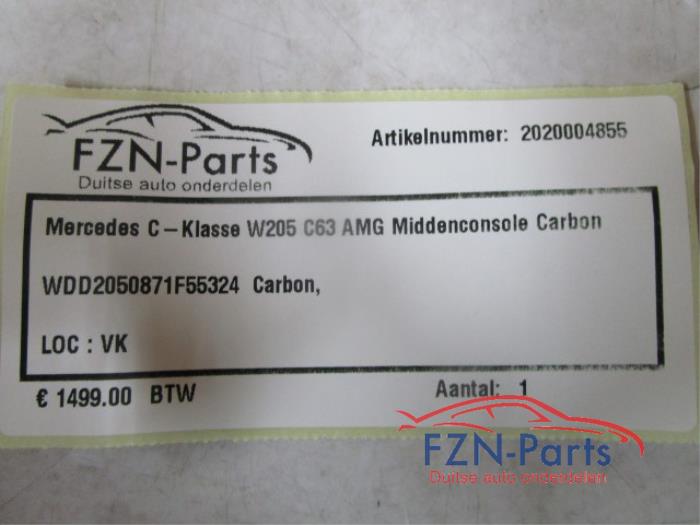 FZN-Parts
Duitse auto onderdelen
Artikelnummer: 2020004855
Mercedes C-Klasse W205 C63 AMG Middenconsole Carbon
WDD2050871F55324 Carbon,
LOC : VK
€ 1499.00 BTW
Aantal: 1
FZN-Parts
Duitse auto onderdelen